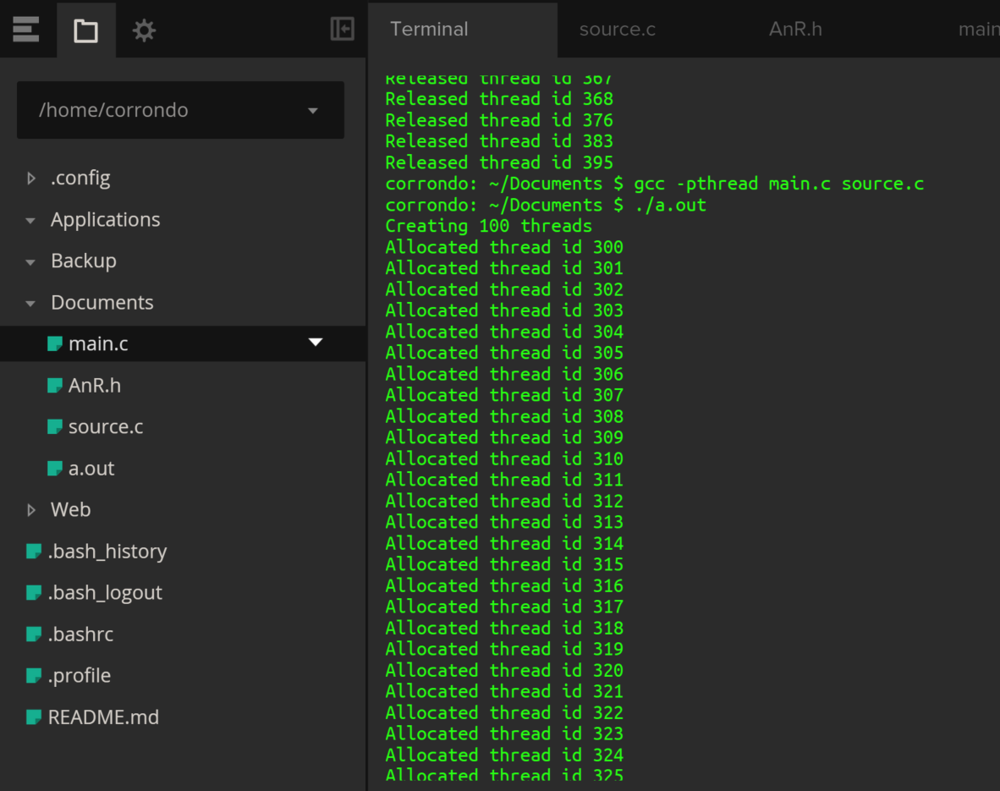 /home/corrondo
.config
Applications
Backup
Documents
main.c
AnR.h
source.c
a.out
Web
.bash_history
.bash_logout
.bashrc
.profile
README.md
Terminal
source.c
AnR.h
main
Released thread id 367
Released thread id 368
Released thread id 376
Released thread id 383
Released thread id 395
corrondo: ~/Documents $ gcc -pthread main.c source.c
corrondo: ~/Documents $ ./a.out
Creating 100 threads
Allocated thread id 300
Allocated thread id 301
Allocated thread id 302
Allocated thread id 303
Allocated thread id 304
Allocated thread id 305
Allocated thread id 306
Allocated thread id 307
Allocated thread id 308
Allocated thread id 309
Allocated thread id 310
Allocated thread id 311
Allocated thread id 312
Allocated thread id 313
Allocated thread id 314
Allocated thread id 315
Allocated thread id 316
Allocated thread id 317
Allocated thread id 318
Allocated thread id 319
Allocated thread id 320
Allocated thread id 321
Allocated thread id 322
Allocated thread id 323
Allocated thread id 324
Allocated thread id 325